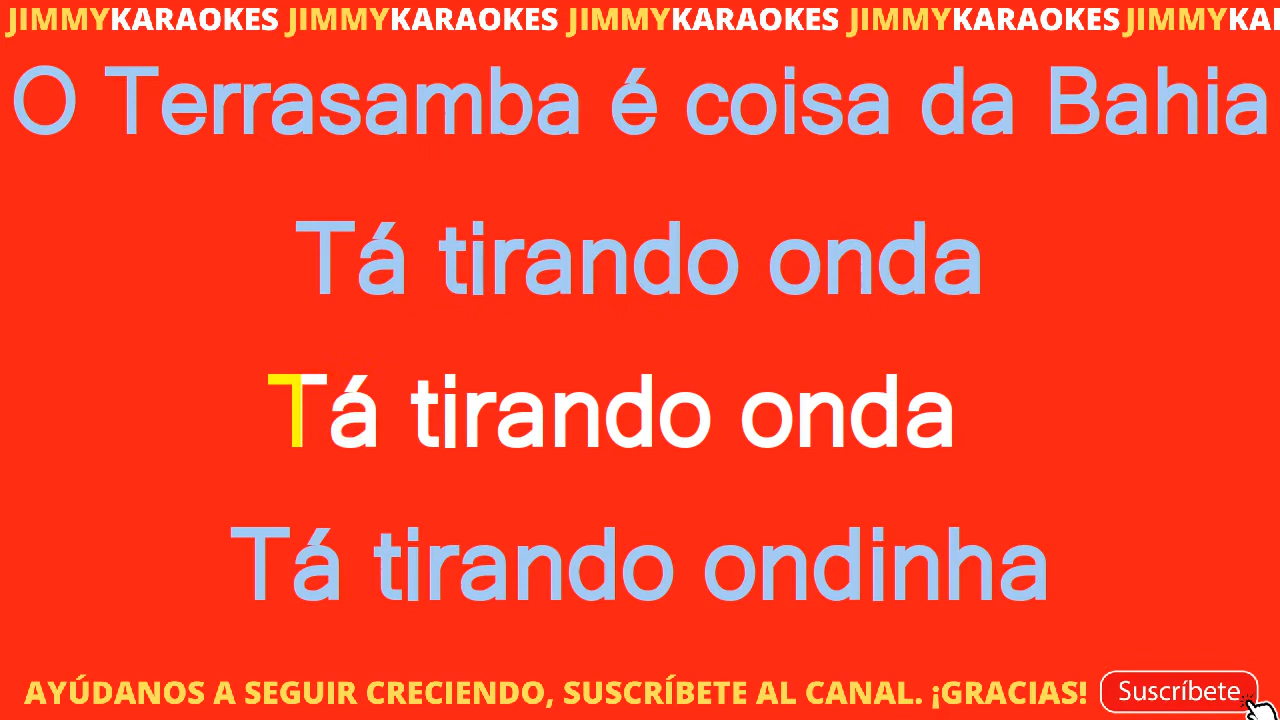 JIMMYKARAOKES JIMMYKARAOKES JIMMYKARAOKES JIMMYKARAOKES JIMMYKAR
O Terrasamba é coisa da Bahia
Tá tirando onda
Tá tirando onda
Tá tirando ondinha
AYÚDANOS A SEGUIR CRECIENDO, SUSCRÍBETE AL CANAL. ¡GRACIAS! Suscríbete